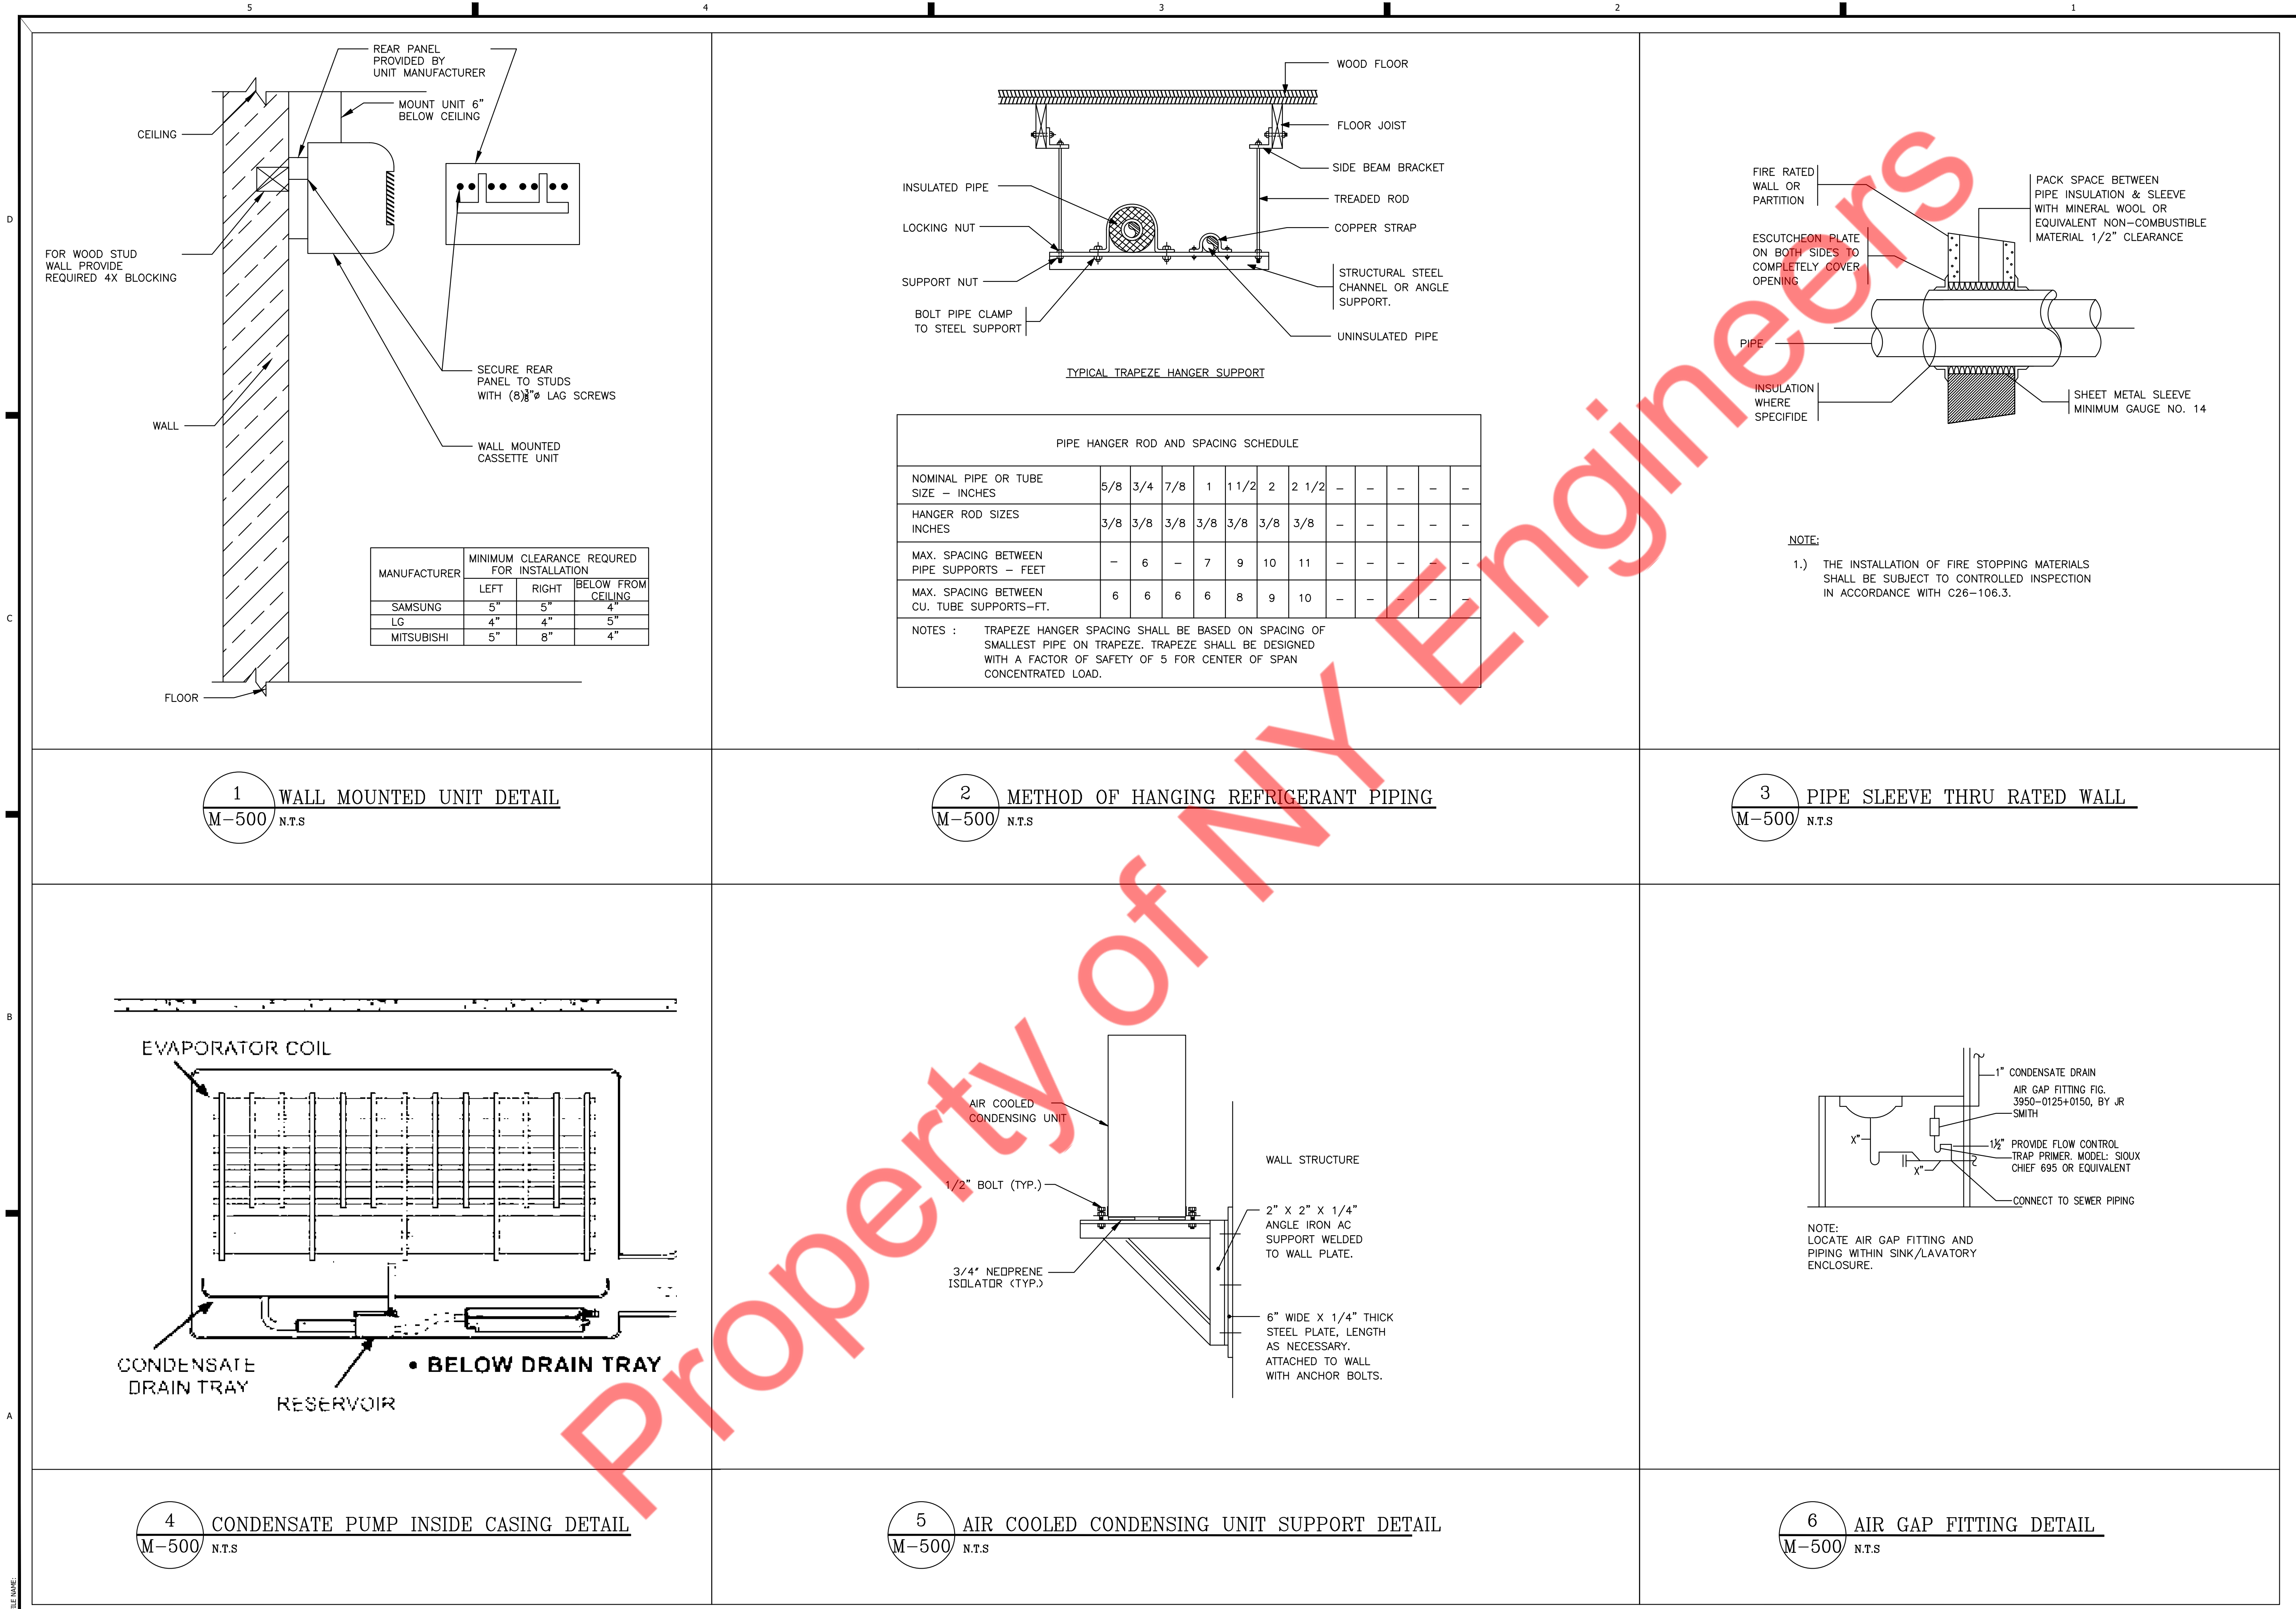 5
4
3
2
1
D
C
B
A
REAR PANEL
PROVIDED BY
UNIT MANUFACTURER
MOUNT UNIT 6"
BELOW CEILING
CEILING
FOR WOOD STUD
WALL PROVIDE
REQUIRED 4X BLOCKING
SECURE REAR
PANEL TO STUDS
WITH (8)3/8"ø LAG SCREWS
WALL
WALL MOUNTED
CASSETTE UNIT
MANUFACTURER
MINIMUM CLEARANCE REQURED
FOR INSTALLATION
LEFT RIGHT BELOW FROM
CEILING
SAMSUNG 5" 5" 4"
LG 4" 4" 5"
MITSUBISHI 5" 8" 4"
FLOOR
1
M-500
WALL MOUNTED UNIT DETAIL
N.T.S
WOOD FLOOR
FLOOR JOIST
SIDE BEAM BRACKET
INSULATED PIPE
TREADED ROD
LOCKING NUT
COPPER STRAP
SUPPORT NUT
STRUCTURAL STEEL
CHANNEL OR ANGLE
SUPPORT.
BOLT PIPE CLAMP
TO STEEL SUPPORT
UNINSULATED PIPE
TYPICAL TRAPEZE HANGER SUPPORT
PIPE HANGER ROD AND SPACING SCHEDULE
NOMINAL PIPE OR TUBE
SIZE – INCHES
5/8 3/4 7/8 1 1 1/2 2 2 1/2 – – – – –
HANGER ROD SIZES
INCHES
3/8 3/8 3/8 3/8 3/8 3/8 3/8 – – – – –
MAX. SPACING BETWEEN
PIPE SUPPORTS – FEET
– 6 – 7 9 10 11 – – – – –
MAX. SPACING BETWEEN
CU. TUBE SUPPORTS–FT.
6 6 6 6 8 9 10 – – – – –
NOTES : TRAPEZE HANGER SPACING SHALL BE BASED ON SPACING OF
SMALLEST PIPE ON TRAPEZE. TRAPEZE SHALL BE DESIGNED
WITH A FACTOR OF SAFETY OF 5 FOR CENTER OF SPAN
CONCENTRATED LOAD.
2
M-500
METHOD OF HANGING REFRIGERANT PIPING
N.T.S
FIRE RATED
WALL OR
PARTITION
PACK SPACE BETWEEN
PIPE INSULATION & SLEEVE
WITH MINERAL WOOL OR
EQUIVALENT NON–COMBUSTIBLE
MATERIAL 1/2" CLEARANCE
ESCUTCHEON PLATE
ON BOTH SIDES TO
COMPLETELY COVER
OPENING
PIPE
INSULATION
WHERE
SPECIFIDE
SHEET METAL SLEEVE
MINIMUM GAUGE NO. 14
NOTE:
1.) THE INSTALLATION OF FIRE STOPPING MATERIALS
SHALL BE SUBJECT TO CONTROLLED INSPECTION
IN ACCORDANCE WITH C26–106.3.
3
M-500
PIPE SLEEVE THRU RATED WALL
N.T.S
EVAPORATOR COIL
CONDENSATE
DRAIN TRAY
RESERVOIR
• BELOW DRAIN TRAY
4
M-500
CONDENSATE PUMP INSIDE CASING DETAIL
N.T.S
AIR COOLED
CONDENSING UNIT
WALL STRUCTURE
1/2" BOLT (TYP.)
2" X 2" X 1/4"
ANGLE IRON AC
SUPPORT WELDED
TO WALL PLATE.
3/4" NEOPRENE
ISOLATOR (TYP.)
6" WIDE X 1/4" THICK
STEEL PLATE, LENGTH
AS NECESSARY.
ATTACHED TO WALL
WITH ANCHOR BOLTS.
5
M-500
AIR COOLED CONDENSING UNIT SUPPORT DETAIL
N.T.S
1" CONDENSATE DRAIN
AIR GAP FITTING FIG.
3950–0125+0150, BY JR
SMITH
X"
1½" PROVIDE FLOW CONTROL
TRAP PRIMER. MODEL: SIOUX
CHIEF 695 OR EQUIVALENT
X"
CONNECT TO SEWER PIPING
NOTE:
LOCATE AIR GAP FITTING AND
PIPING WITHIN SINK/LAVATORY
ENCLOSURE.
6
M-500
AIR GAP FITTING DETAIL
N.T.S
Property of NY Engineers